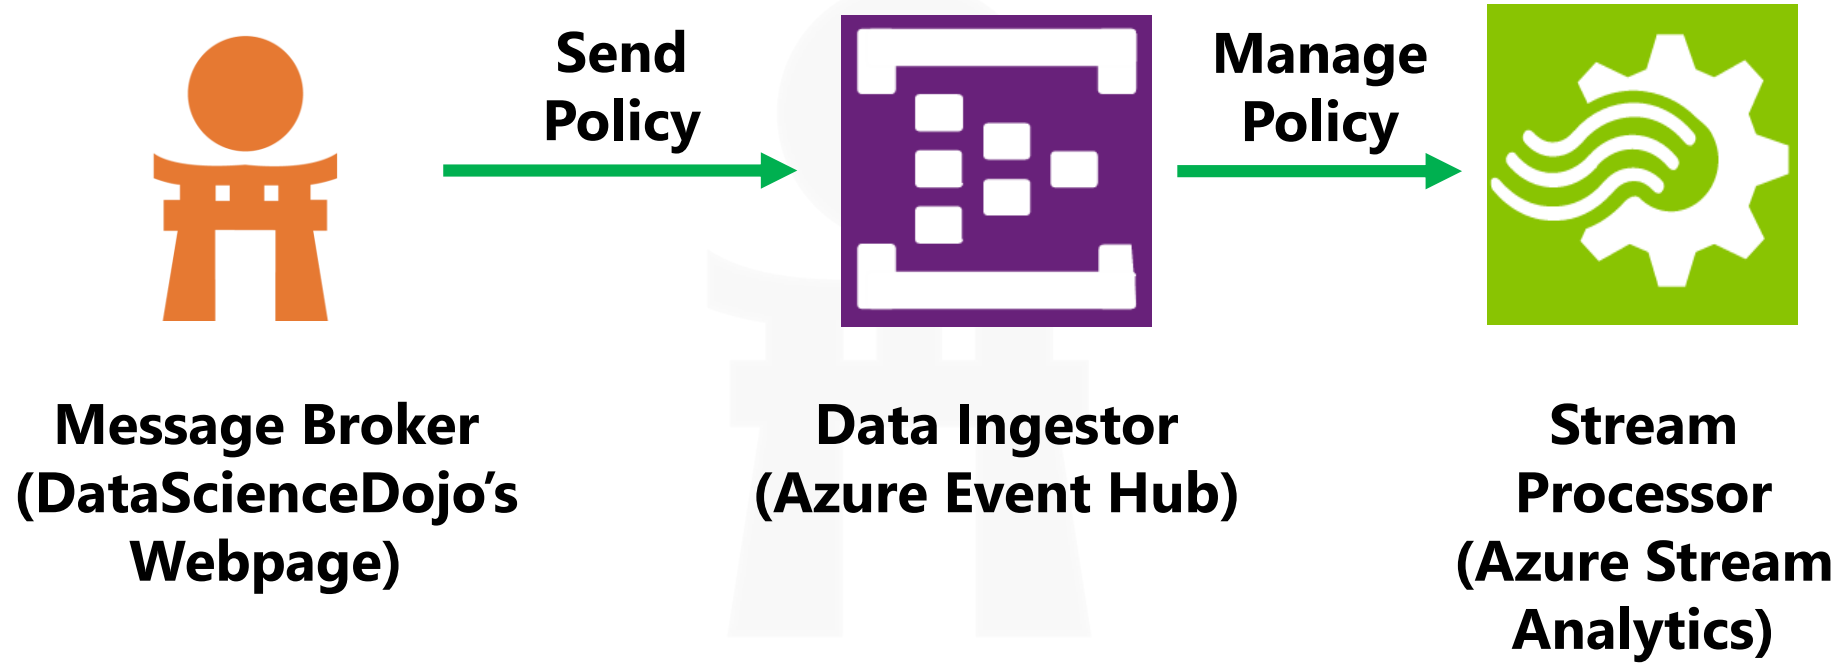 Send
Policy
Manage
Policy
Message Broker
(DataScienceDojo’s
Webpage)
Data Ingestor
(Azure Event Hub)
Stream
Processor
(Azure Stream
Analytics)